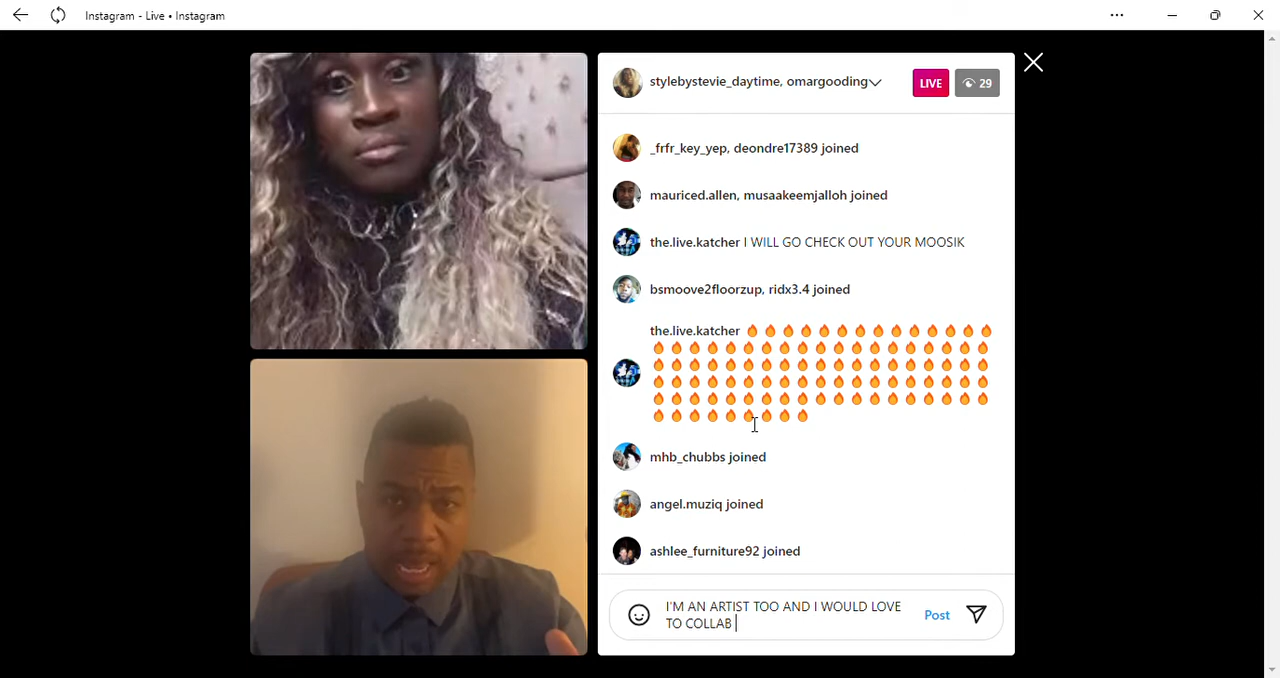 Instagram - Live • Instagram
stylebystevie_daytime, omargooding
LIVE
29
_frfr_key_yep, deondre17389 joined
mauriced.allen, musaakeemjalloh joined
the.live.katcher I WILL GO CHECK OUT YOUR MOOSIK
bsmoove2floorzup, ridx3.4 joined
the.live.katcher 🔥🔥🔥🔥🔥🔥🔥🔥🔥🔥🔥🔥🔥🔥
🔥🔥🔥🔥🔥🔥🔥🔥🔥🔥🔥🔥🔥🔥🔥🔥🔥🔥🔥
🔥🔥🔥🔥🔥🔥🔥🔥🔥🔥🔥🔥🔥🔥🔥🔥🔥🔥🔥
🔥🔥🔥🔥🔥🔥🔥🔥🔥🔥🔥🔥🔥🔥🔥🔥🔥🔥🔥
🔥🔥🔥🔥🔥🔥🔥🔥🔥🔥🔥🔥🔥🔥🔥🔥🔥🔥🔥
🔥🔥🔥🔥🔥🔥🔥🔥🔥
mhb_chubbs joined
angel.muziq joined
ashlee_furniture92 joined
I'M AN ARTIST TOO AND I WOULD LOVE
TO COLLAB
Post